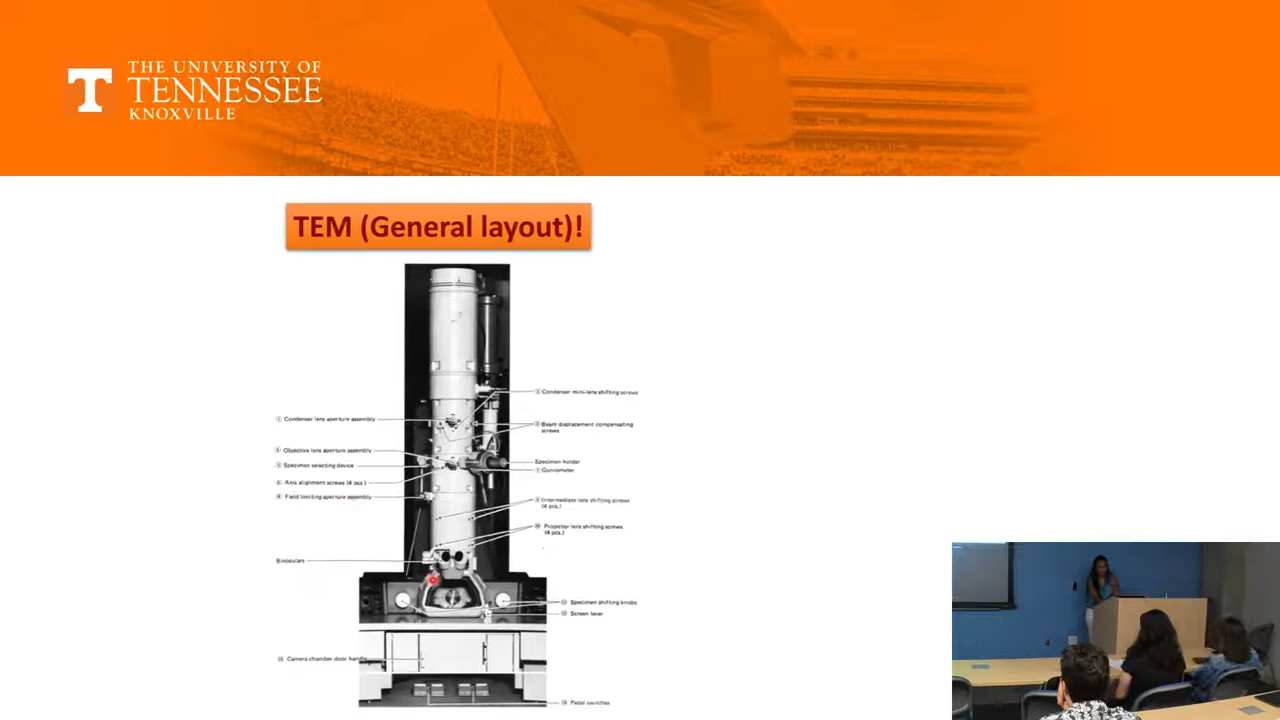 THE UNIVERSITY OF
TENNESSEE
KNOXVILLE
TEM (General layout)!
② Condenser mini-lens shifting screws
① Condenser lens aperture assembly
Beam displacement compensating
screws
Objective lens aperture assembly
Specimen selecting device
Specimen holder
Goniometer
Axis alignment screws (4 pcs.)
Field limiting aperture assembly
Intermediate lens shifting screws
(4 pcs.)
Projector lens shifting screws
(4 pcs.)
Binoculars
Specimen shifting knobs
Screen lever
Camera chamber door handle
Pedal switches